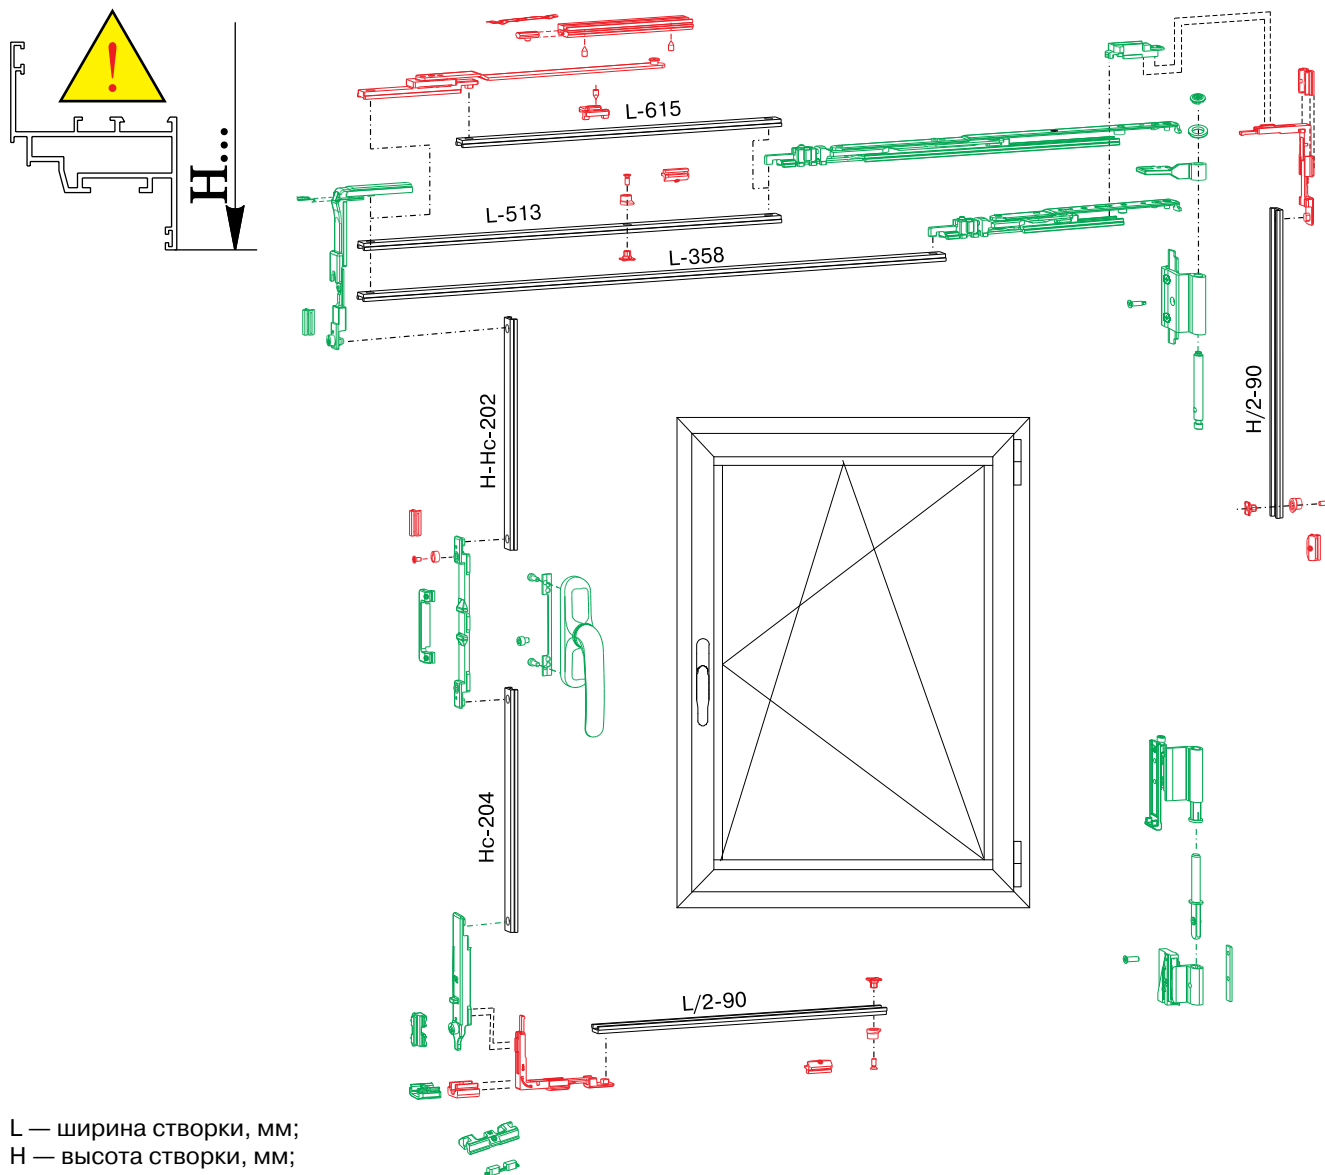 !
H...
L-615
L-513
L-358
H-Hc-202
H/2-90
Hc-204
L/2-90
L — ширина створки, мм;
H — высота створки, мм;